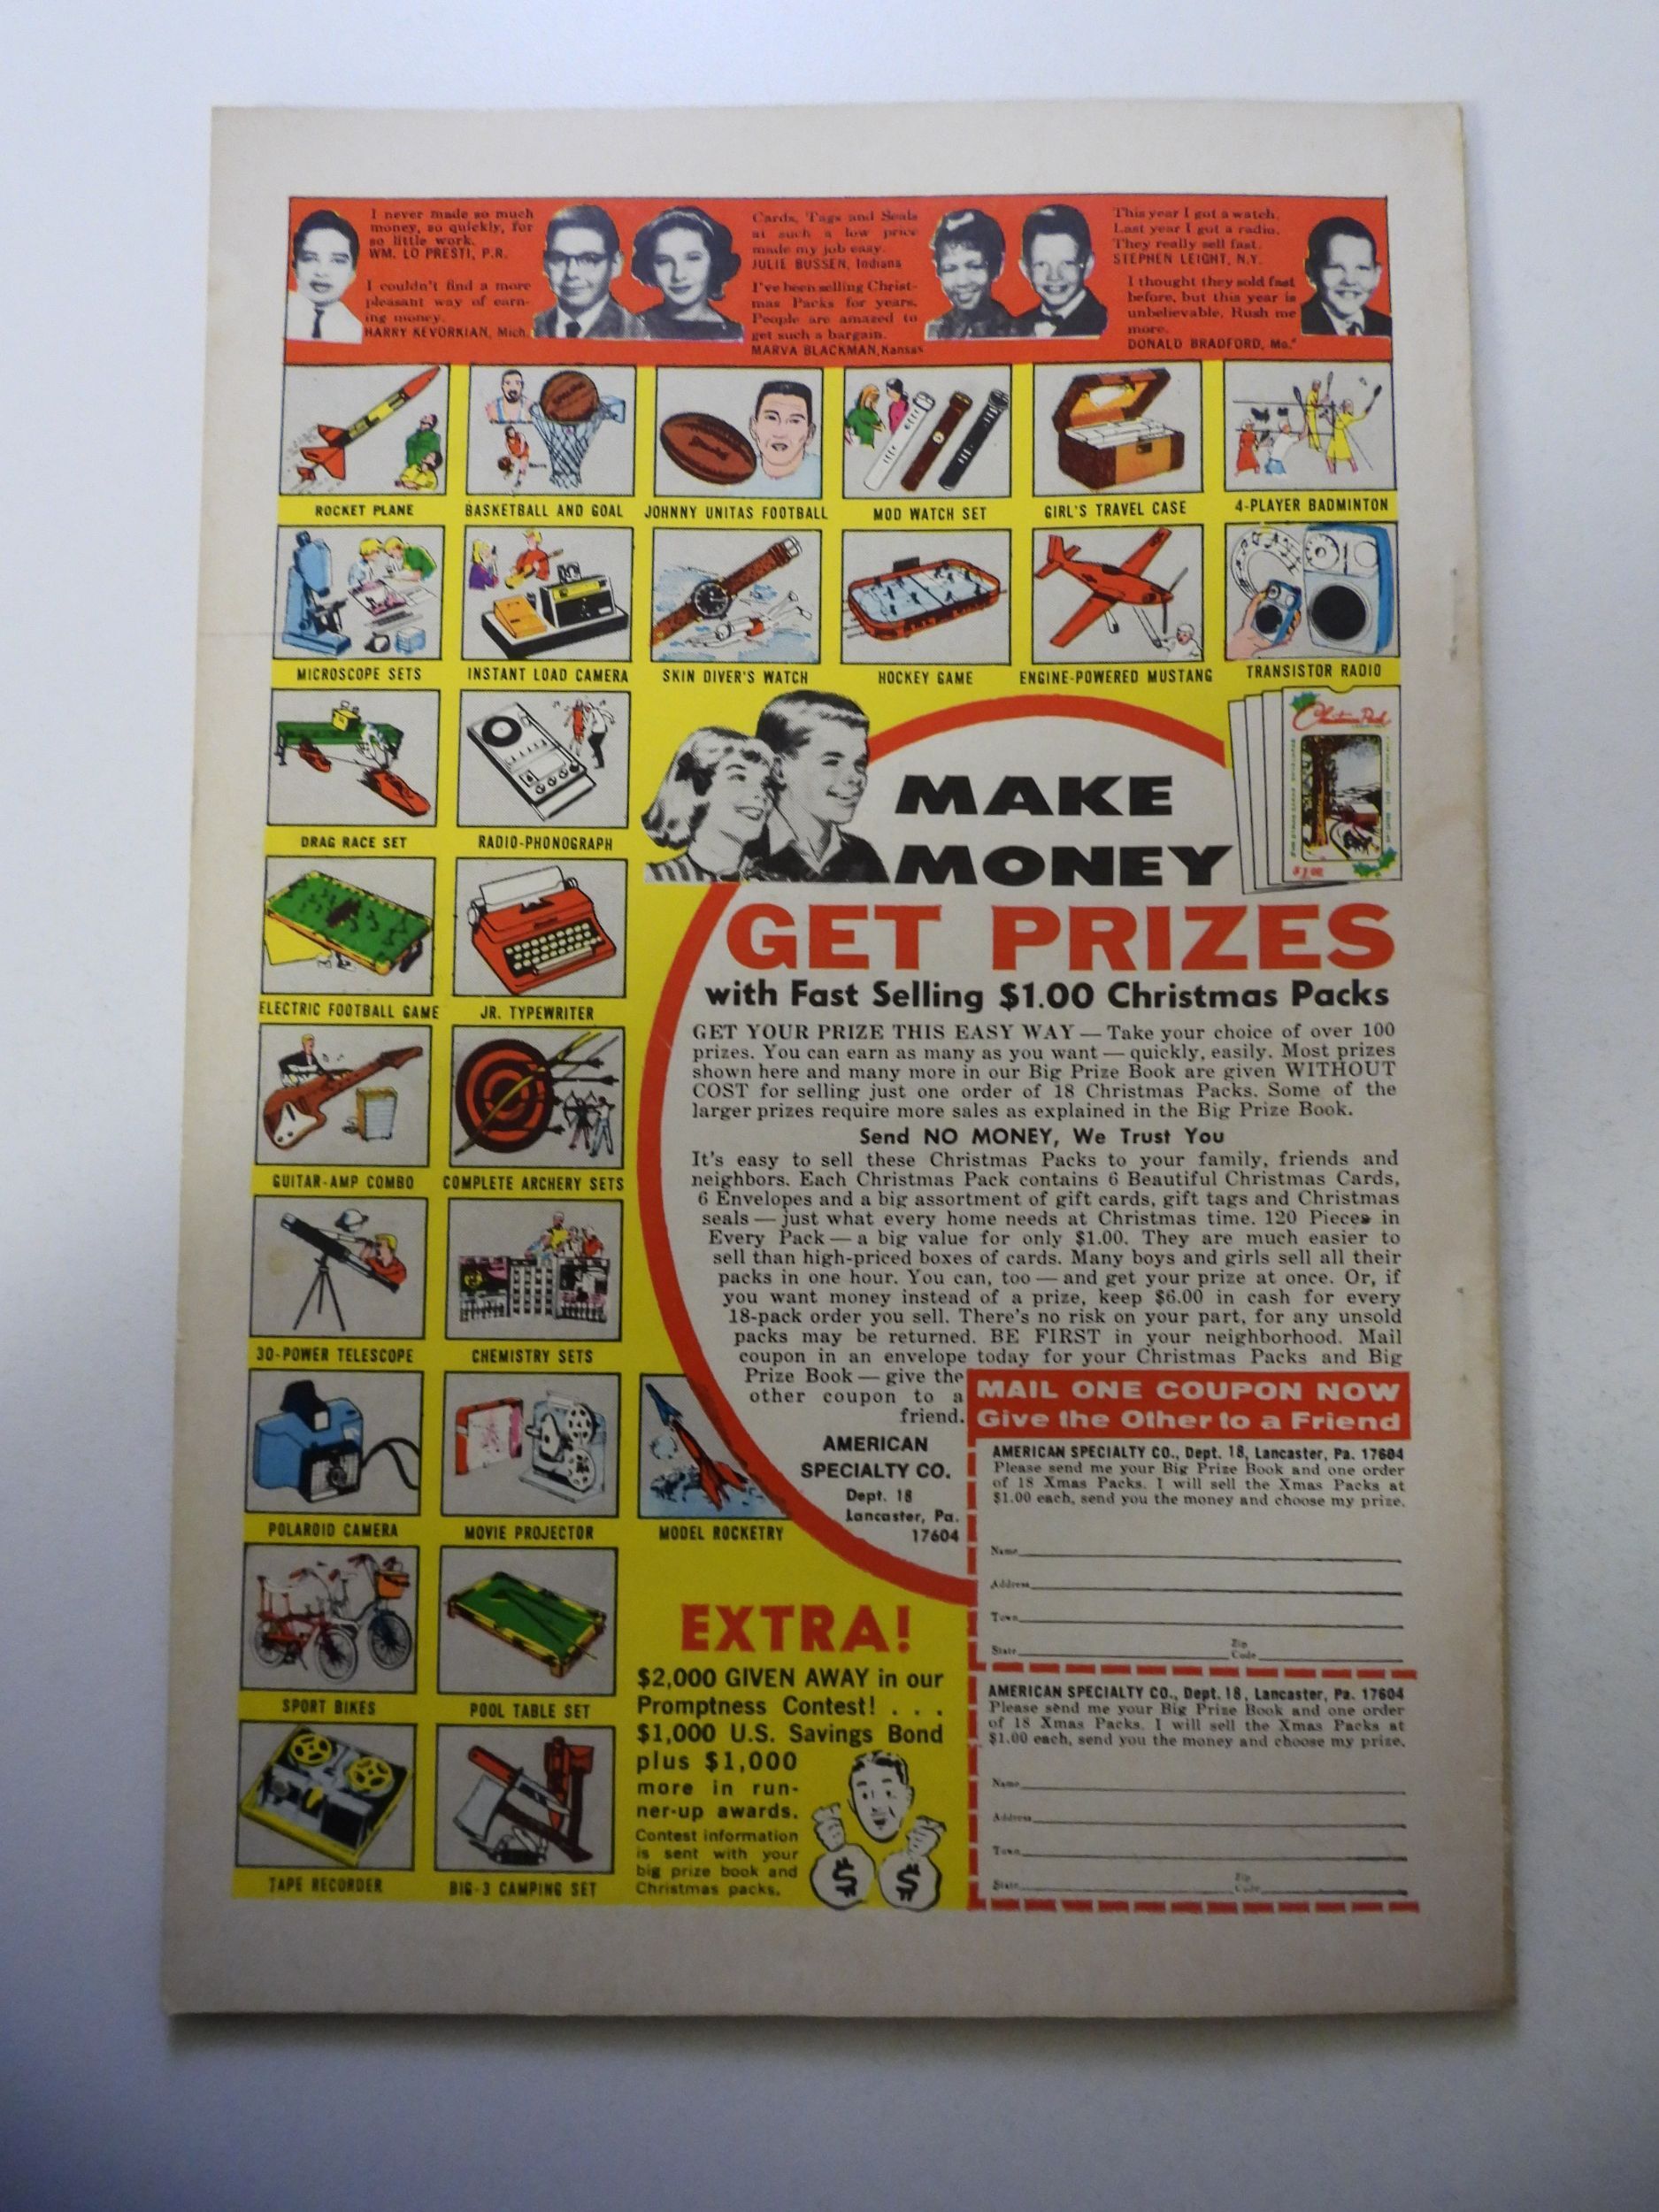 I never made so much
money, so quickly, for
so little work.
WM. LO PRESTI, P.R.
I couldn't find a more
pleasant way of earn-
ing money.
HARRY KEVORKIAN, Mich.
Cards, Tags and Seals
at such a low price
made my job easy.
JULIE BUSSEN, Indiana
I've been selling Christ-
mas Packs for years.
People are amazed to
get such a bargain.
MARVA BLACKMAN, Kansas
This year I got a watch.
Last year I got a radio.
They really sell fast.
STEPHEN LEIGHT, N.Y.
I thought they sold fast
before, but this year is
unbelievable. Rush me
more.
DONALD BRADFORD, Mo."
ROCKET PLANE
BASKETBALL AND GOAL
JOHNNY UNITAS FOOTBALL
MOD WATCH SET
GIRL'S TRAVEL CASE
4-PLAYER BADMINTON
MICROSCOPE SETS
INSTANT LOAD CAMERA
SKIN DIVER'S WATCH
HOCKEY GAME
ENGINE-POWERED MUSTANG
TRANSISTOR RADIO
DRAG RACE SET
RADIO-PHONOGRAPH
ELECTRIC FOOTBALL GAME
JR. TYPEWRITER
GUITAR-AMP COMBO
COMPLETE ARCHERY SETS
30-POWER TELESCOPE
CHEMISTRY SETS
POLAROID CAMERA
MOVIE PROJECTOR
MODEL ROCKETRY
SPORT BIKES
POOL TABLE SET
TAPE RECORDER
BIG-3 CAMPING SET
Christmas Pack
$1.00
MAKE
MONEY
GET PRIZES
with Fast Selling $1.00 Christmas Packs
GET YOUR PRIZE THIS EASY WAY — Take your choice of over 100
prizes. You can earn as many as you want — quickly, easily. Most prizes
shown here and many more in our Big Prize Book are given WITHOUT
COST for selling just one order of 18 Christmas Packs. Some of the
larger prizes require more sales as explained in the Big Prize Book.
Send NO MONEY, We Trust You
It's easy to sell these Christmas Packs to your family, friends and
neighbors. Each Christmas Pack contains 6 Beautiful Christmas Cards,
6 Envelopes and a big assortment of gift cards, gift tags and Christmas
seals — just what every home needs at Christmas time. 120 Pieces in
Every Pack — a big value for only $1.00. They are much easier to
sell than high-priced boxes of cards. Many boys and girls sell all their
packs in one hour. You can, too — and get your prize at once. Or, if
you want money instead of a prize, keep $6.00 in cash for every
18-pack order you sell. There's no risk on your part, for any unsold
packs may be returned. BE FIRST in your neighborhood. Mail
coupon in an envelope today for your Christmas Packs and Big
Prize Book — give the
other coupon to a
friend.
AMERICAN
SPECIALTY CO.
Dept. 18
Lancaster, Pa.
17604
EXTRA!
$2,000 GIVEN AWAY in our
Promptness Contest! . . .
$1,000 U.S. Savings Bond
plus $1,000
more in run-
ner-up awards.
Contest information
is sent with your
big prize book and
Christmas packs.
$ $
MAIL ONE COUPON NOW
Give the Other to a Friend
AMERICAN SPECIALTY CO., Dept. 18, Lancaster, Pa. 17604
Please send me your Big Prize Book and one order
of 18 Xmas Packs. I will sell the Xmas Packs at
$1.00 each, send you the money and choose my prize.
Name
Address
Town
State Zip Code
AMERICAN SPECIALTY CO., Dept. 18, Lancaster, Pa. 17604
Please send me your Big Prize Book and one order
of 18 Xmas Packs. I will sell the Xmas Packs at
$1.00 each, send you the money and choose my prize.
Name
Address
Town
State Zip Code